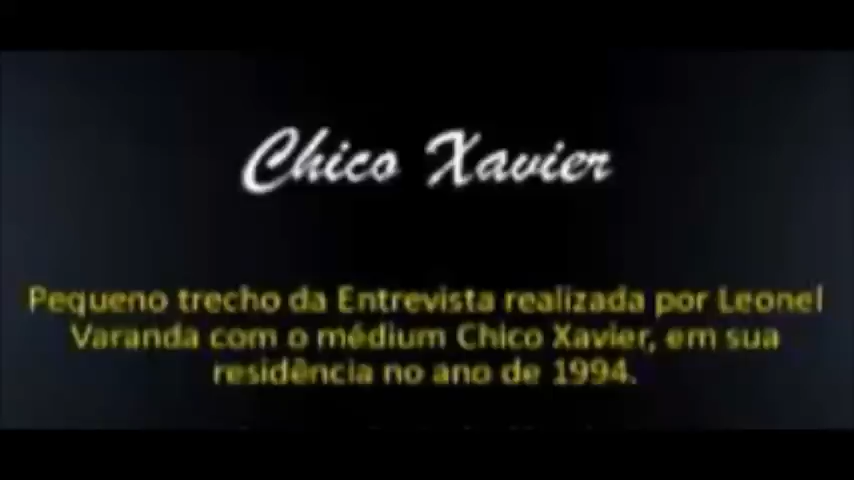 Chico Xavier
Pequeno trecho da Entrevista realizada por Leonel
Varanda com o médium Chico Xavier, em sua
residência no ano de 1994.